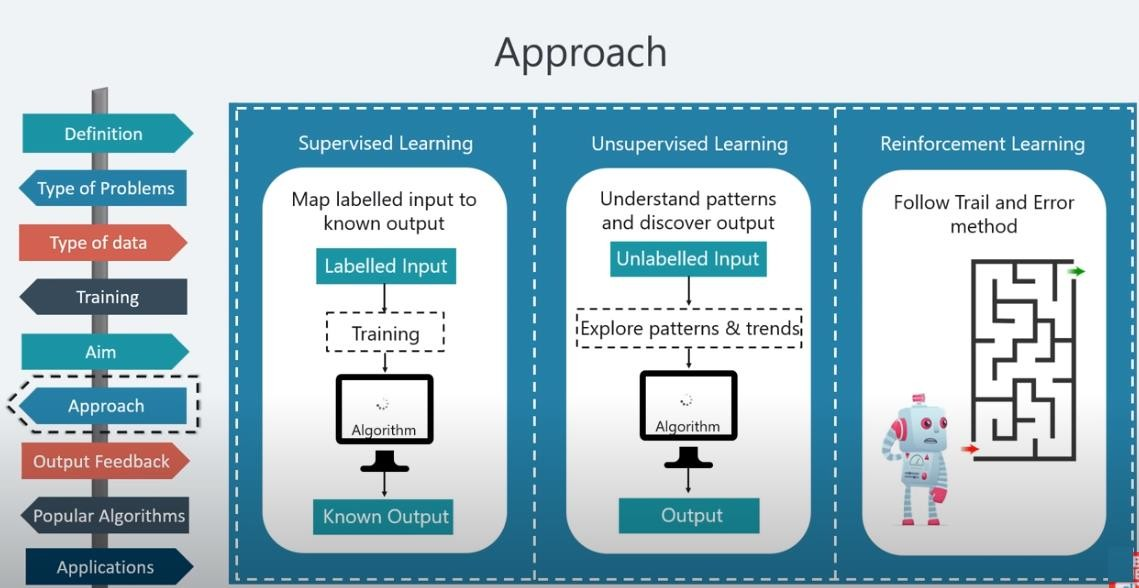 Approach
Definition
Type of Problems
Type of data
Training
Aim
Approach
Output Feedback
Popular Algorithms
Applications
Supervised Learning
Map labelled input to
known output
Labelled Input
Training
Algorithm
Known Output
Unsupervised Learning
Understand patterns
and discover output
Unlabelled Input
Explore patterns & trends
Algorithm
Output
Reinforcement Learning
Follow Trail and Error
method